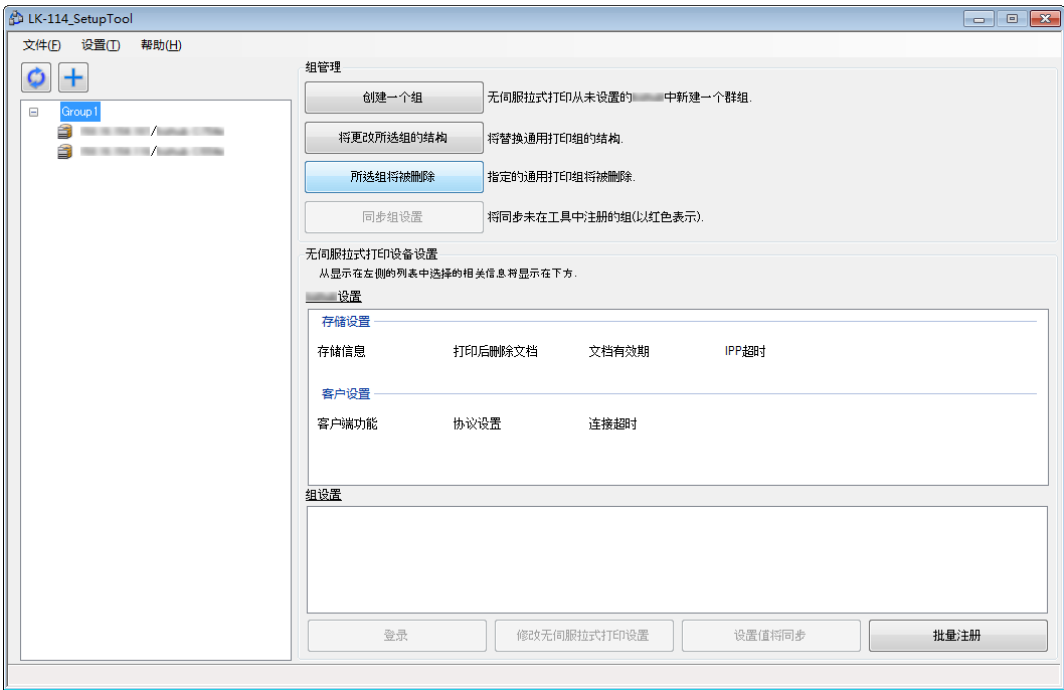 LK-114_SetupTool
文件(F) 设置(T) 帮助(H)
组管理
创建一个组 无伺服拉式打印从未设置的 中新建一个群组.
Group1
/
将更改所选组的结构 将替换通用打印组的结构.
/
所选组将被删除 指定的通用打印组将被删除.
同步组设置 将同步未在工具中注册的组(以红色表示).
无伺服拉式打印设备设置
从显示在左侧的列表中选择的相关信息将显示在下方.
设置
存储设置
存储信息 打印后删除文档 文档有效期 IPP超时
客户设置
客户端功能 协议设置 连接超时
组设置
登录 修改无伺服拉式打印设置 设置值将同步 批量注册